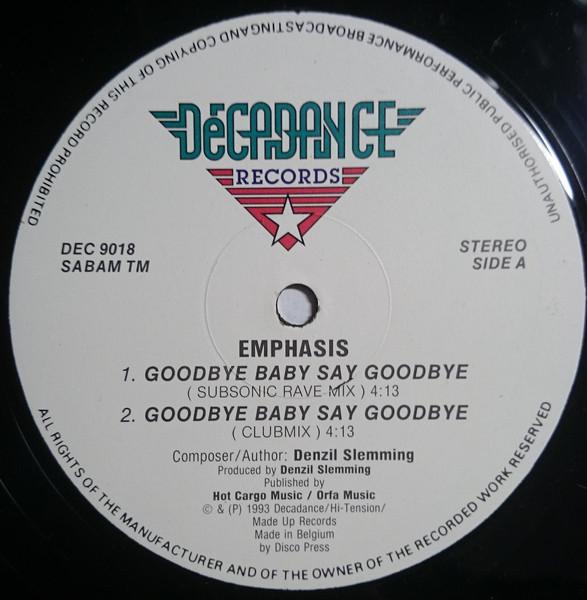 UNAUTHORISED PUBLIC PERFORMANCE BROADCASTINGAND COPYING OF THIS RECORD PROHIBITED
DéCADANCE
RECORDS
DEC 9018
SABAM TM
STEREO
SIDE A
EMPHASIS
1. GOODBYE BABY SAY GOODBYE
( SUBSONIC RAVE MIX ) 4:13
2. GOODBYE BABY SAY GOODBYE
( CLUBMIX ) 4:13
Composer/Author: Denzil Slemming
Produced by Denzil Slemming
Published by
Hot Cargo Music / Orfa Music
© & (P) 1993 Decadance/Hi-Tension/
Made Up Records
Made in Belgium
by Disco Press
ALL RIGHTS OF THE MANUFACTURER AND OF THE OWNER OF THE RECORDED WORK RESERVED